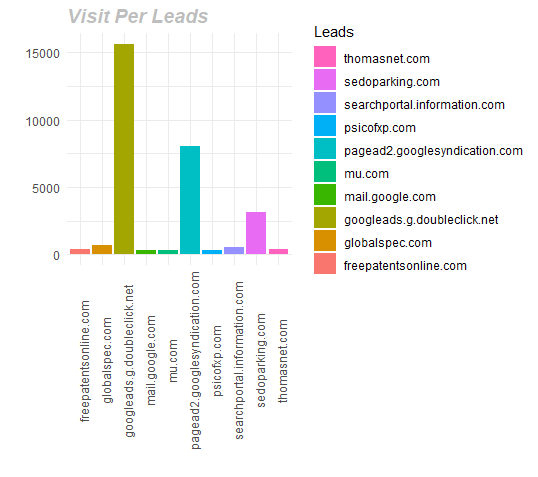 Visit Per Leads
15000
10000
5000
0
freepatentsonline.com
globalspec.com
googleads.g.doubleclick.net
mail.google.com
mu.com
pagead2.googlesyndication.com
psicofxp.com
searchportal.information.com
sedoparking.com
thomasnet.com
Leads
thomasnet.com
sedoparking.com
searchportal.information.com
psicofxp.com
pagead2.googlesyndication.com
mu.com
mail.google.com
googleads.g.doubleclick.net
globalspec.com
freepatentsonline.com